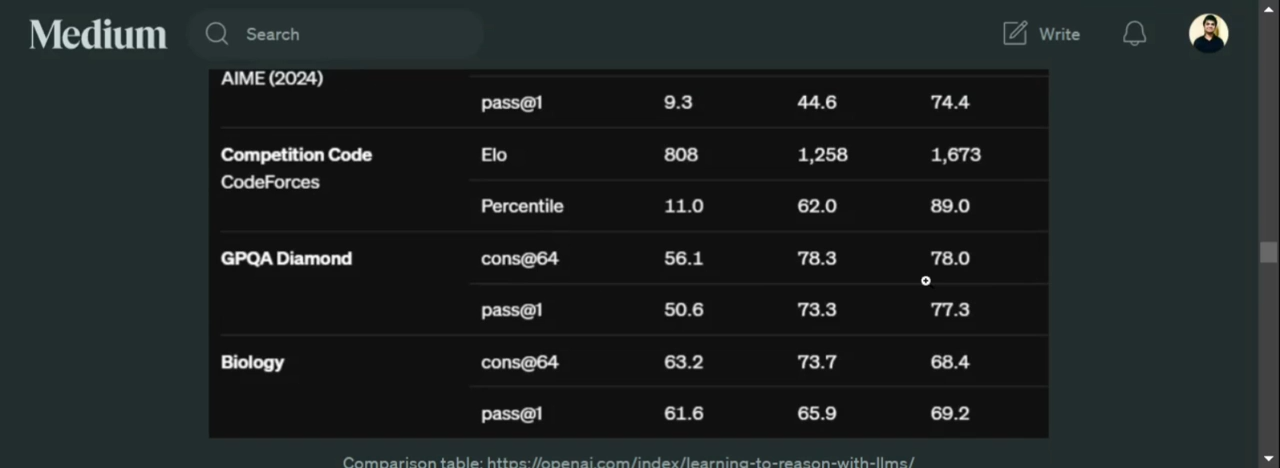 Medium
Search
Write
AIME (2024)
pass@1 9.3 44.6 74.4
Competition Code Elo 808 1,258 1,673
CodeForces
Percentile 11.0 62.0 89.0
GPQA Diamond cons@64 56.1 78.3 78.0
pass@1 50.6 73.3 77.3
Biology cons@64 63.2 73.7 68.4
pass@1 61.6 65.9 69.2
Comparison table: https://openai.com/index/learning-to-reason-with-llms/